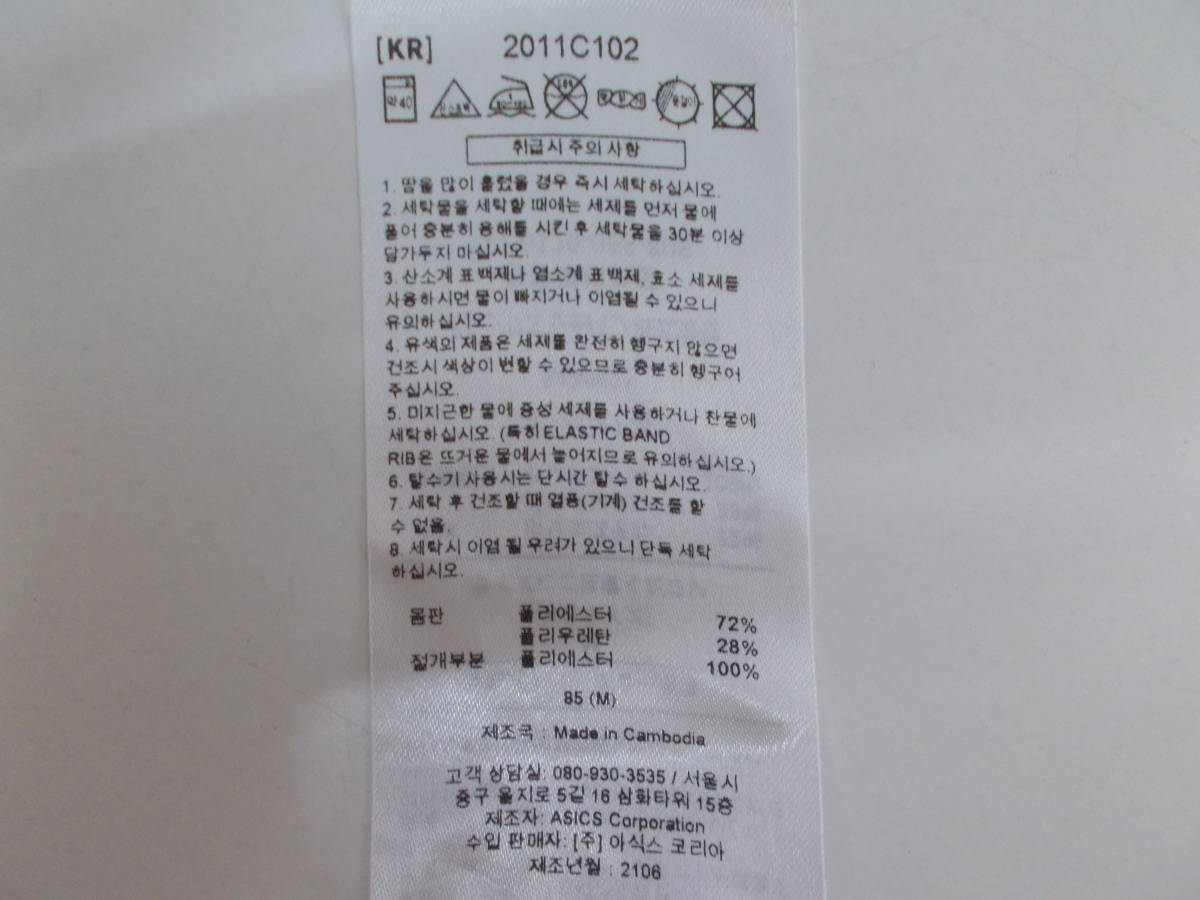 [KR] 2011C102
약 40
취급시 주의 사항
1. 땀을 많이 흘렸을 경우 즉시 세탁하십시오.
2. 세탁물을 세탁할 때에는 세제를 먼저 물에
풀어 충분히 용해를 시킨 후 세탁물을 30분 이상
담가두지 마십시오.
3. 산소계 표백제나 염소계 표백제, 효소 세제를
사용하시면 물이 빠지거나 이염될 수 있으니
유의하십시오.
4. 유색의 제품은 세제를 완전히 헹구지 않으면
건조시 색상이 변할 수 있으므로 충분히 헹구어
주십시오.
5. 미지근한 물에 중성 세제를 사용하거나 찬물에
세탁하십시오. (특히 ELASTIC BAND
RIB은 뜨거운 물에서 늘어지므로 유의하십시오.)
6. 탈수기 사용시는 단시간 탈수 하십시오.
7. 세탁 후 건조할 때 열풍(기계) 건조를 할
수 없음.
8. 세탁시 이염 될 우려가 있으니 단독 세탁
하십시오.
몸판 폴리에스터 72%
폴리우레탄 28%
절개부분 폴리에스터 100%
85 (M)
제조국 : Made in Cambodia
고객 상담실: 080-930-3535 / 서울시
중구 을지로 5길 16 삼화타워 15층
제조자: ASICS Corporation
수입 판매자: [주] 아식스 코리아
제조년월 : 2106